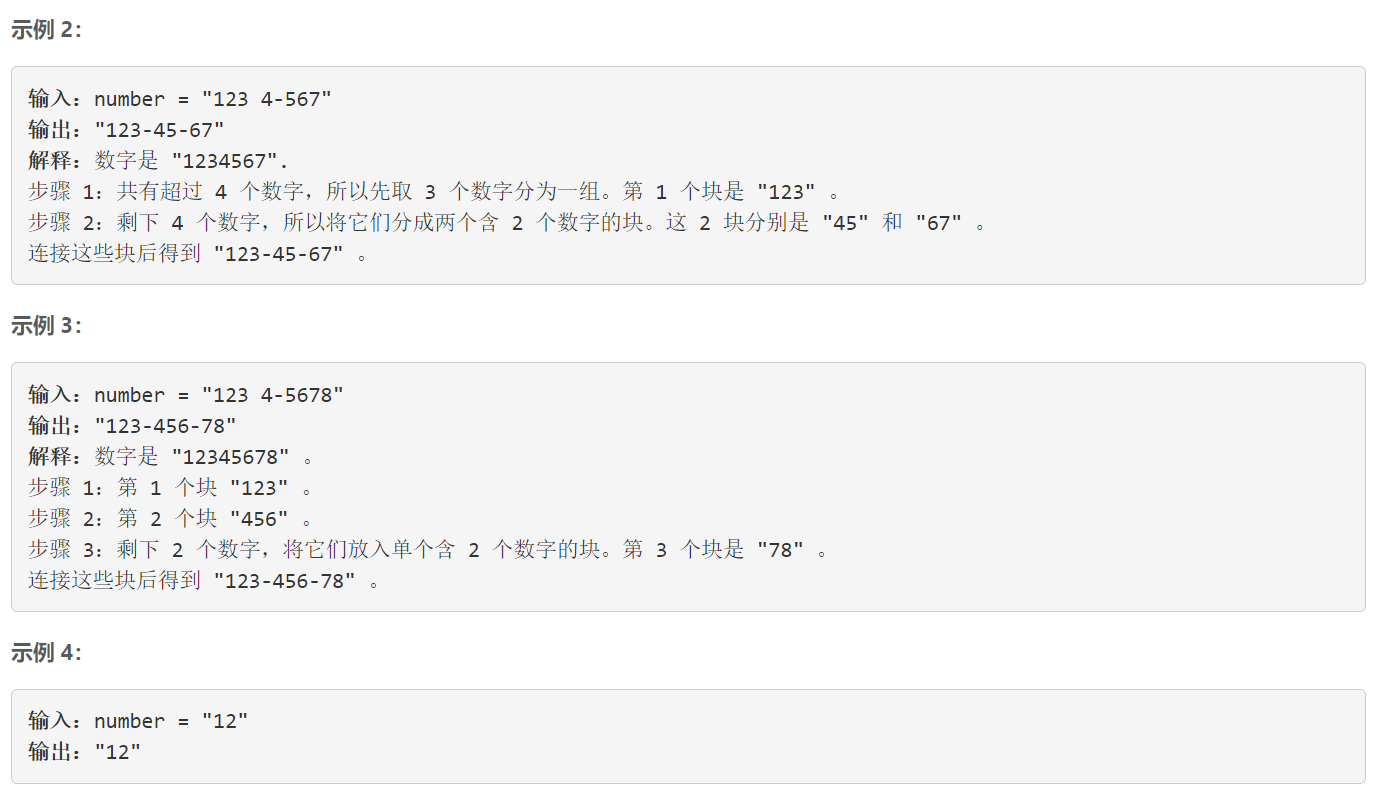 示例 2：
输入：number = "123 4-567"
输出："123-45-67"
解释：数字是 "1234567".
步骤 1：共有超过 4 个数字，所以先取 3 个数字分为一组。第 1 个块是 "123" 。
步骤 2：剩下 4 个数字，所以将它们分成两个含 2 个数字的块。这 2 块分别是 "45" 和 "67" 。
连接这些块后得到 "123-45-67" 。
示例 3：
输入：number = "123 4-5678"
输出："123-456-78"
解释：数字是 "12345678" 。
步骤 1：第 1 个块 "123" 。
步骤 2：第 2 个块 "456" 。
步骤 3：剩下 2 个数字，将它们放入单个含 2 个数字的块。第 3 个块是 "78" 。
连接这些块后得到 "123-456-78" 。
示例 4：
输入：number = "12"
输出："12"